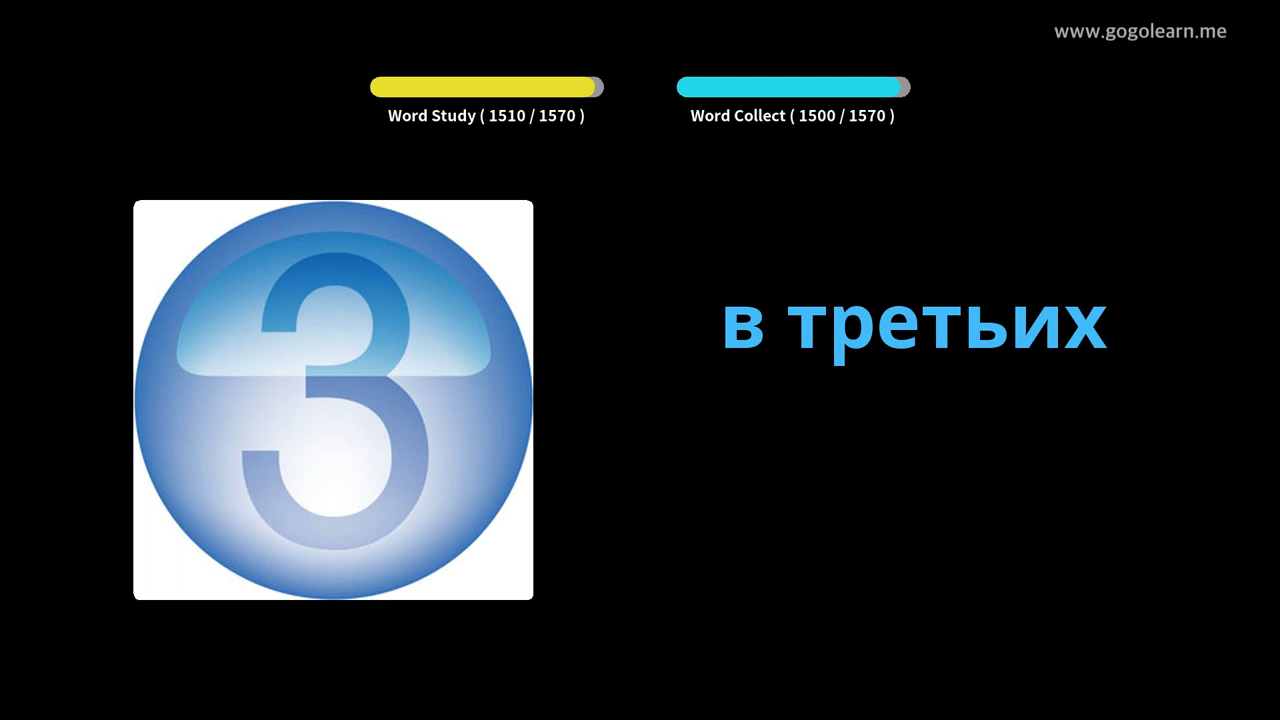 www.gogolearn.me
Word Study ( 1510 / 1570 )
Word Collect ( 1500 / 1570 )
3
в третьих